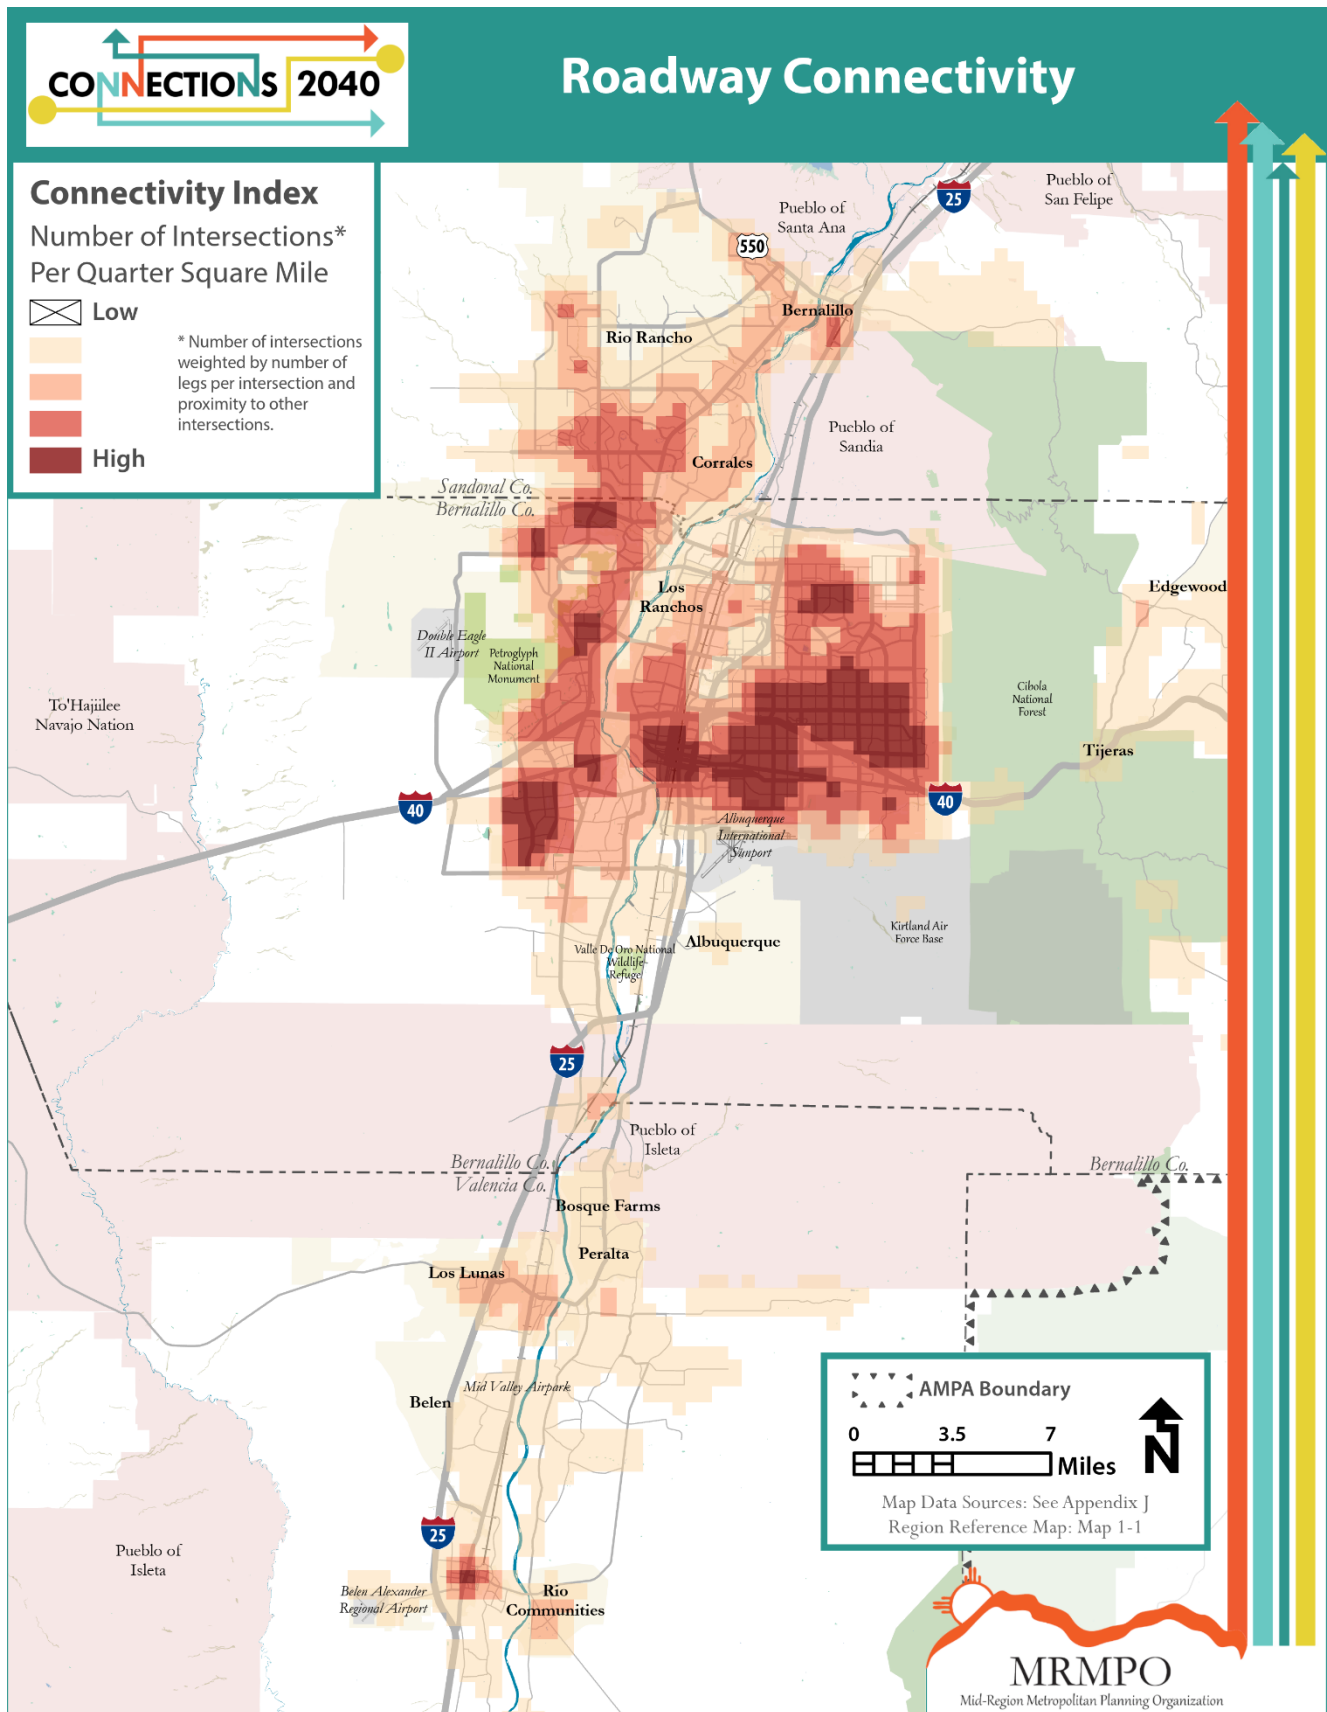 CONNECTIONS 2040
Roadway Connectivity
Connectivity Index
Number of Intersections*
Per Quarter Square Mile
Low
* Number of intersections
weighted by number of
legs per intersection and
proximity to other
intersections.
High
Pueblo of
San Felipe
25
Pueblo of
Santa Ana
550
Bernalillo
Rio Rancho
Pueblo of
Sandia
Corrales
Sandoval Co.
Bernalillo Co.
Los
Ranchos
Edgewood
Double Eagle
II Airport
Petroglyph
National
Monument
Cibola
National
Forest
To'Hajiilee
Navajo Nation
Tijeras
40
40
Albuquerque
International
Sunport
Kirtland Air
Force Base
Albuquerque
Valle De Oro National
Wildlife
Refuge
25
Pueblo of
Isleta
Bernalillo Co.
Valencia Co.
Bernalillo Co.
Bosque Farms
Peralta
Los Lunas
Mid Valley Airpark
Belen
AMPA Boundary
0 3.5 7
Miles
N
Map Data Sources: See Appendix J
Region Reference Map: Map 1-1
25
Pueblo of
Isleta
Belen Alexander
Regional Airport
Rio
Communities
MRMPO
Mid-Region Metropolitan Planning Organization